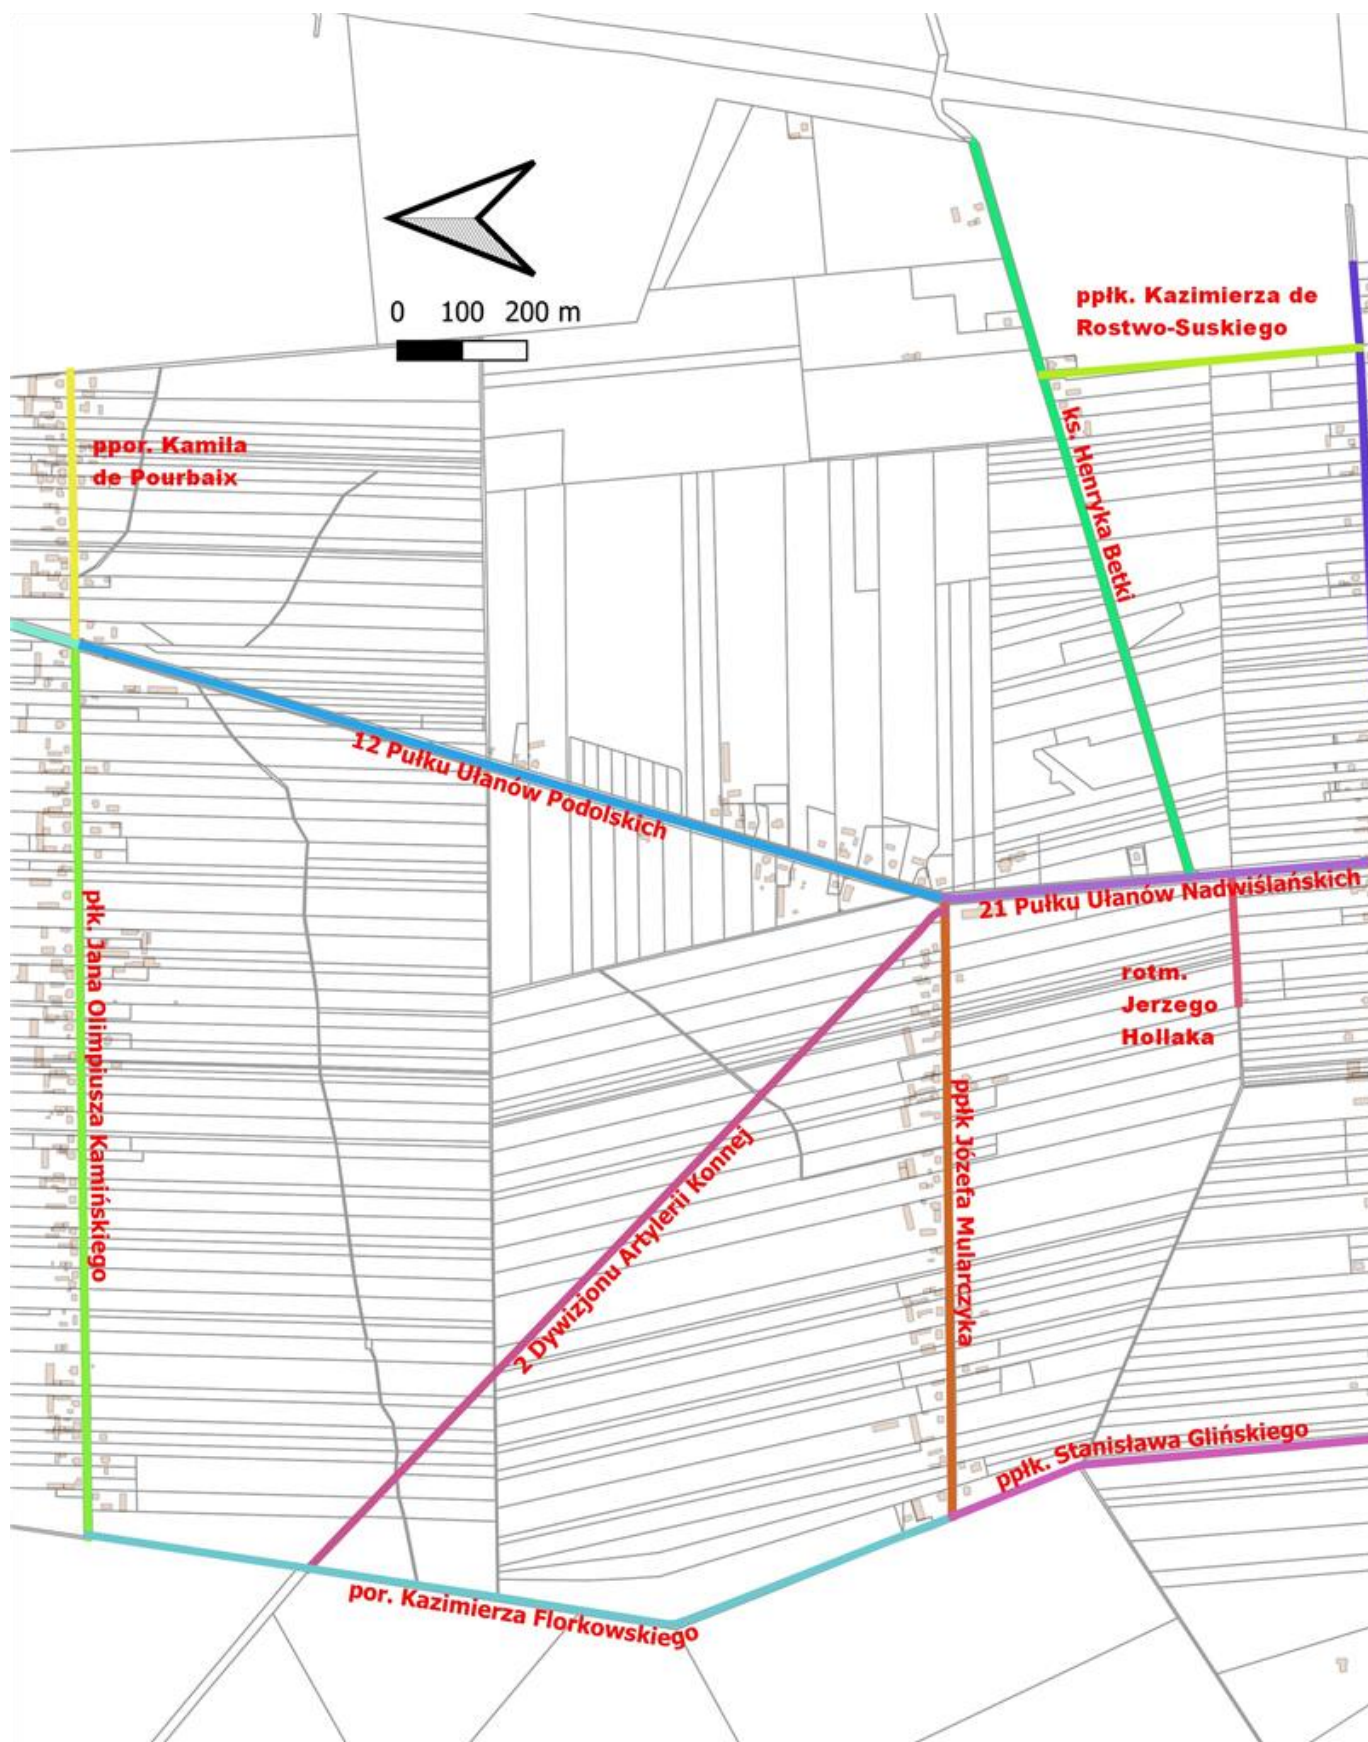 ppłk. Kazimierza de
Rostwo-Suskiego
0 100 200 m
ks. Henryka Betki
ppor. Kamila
de Pourbaix
12 Pułku Ułanów Podolskich
21 Pułku Ułanów Nadwiślańskich
płk. Jana Olimpiusza Kamińskiego
rotm.
Jerzego
Hollaka
ppłk Józefa Mularczyka
2 Dywizjonu Artylerii Konnej
ppłk. Stanisława Glińskiego
por. Kazimierza Florkowskiego